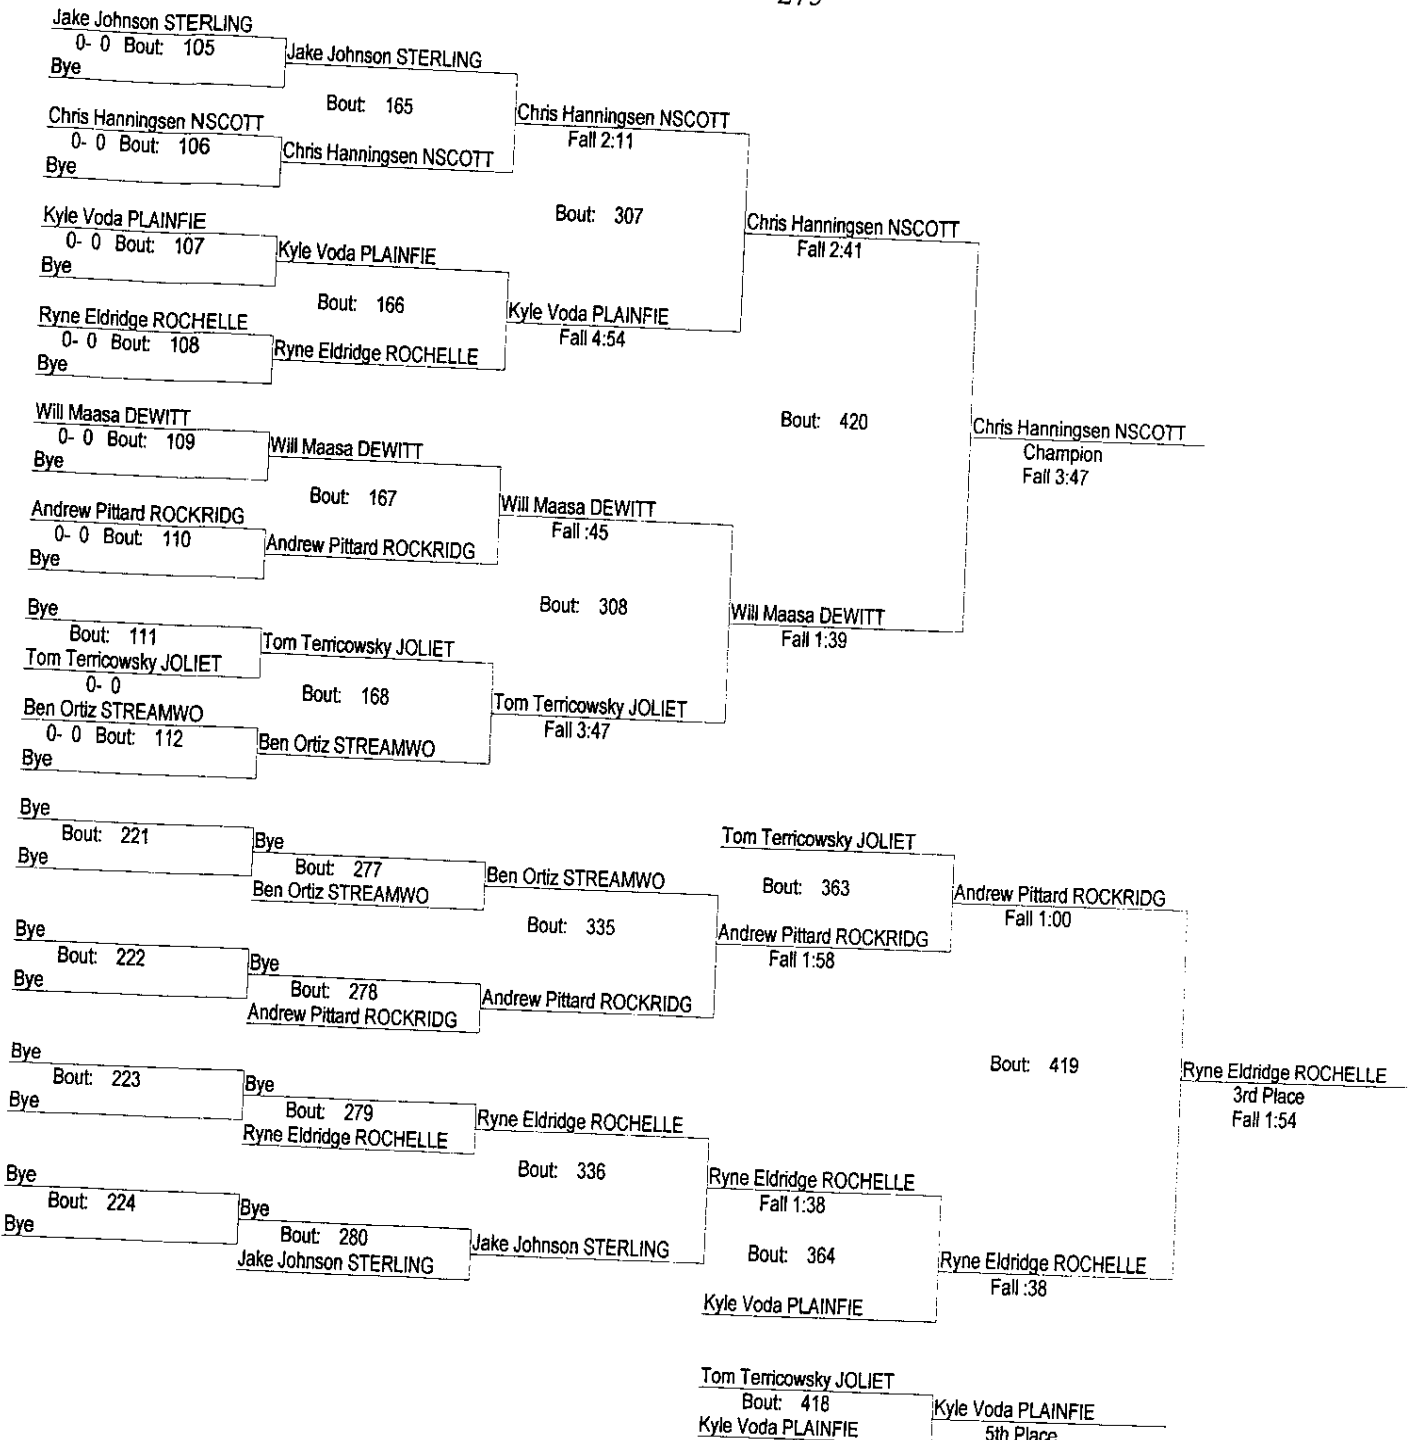 Jake Johnson STERLING
0- 0 Bout: 105
Bye
Jake Johnson STERLING
Bout: 165
Chris Hanningsen NSCOTT
0- 0 Bout: 106
Bye
Chris Hanningsen NSCOTT
Chris Hanningsen NSCOTT
Fall 2:11
Bout: 307
Kyle Voda PLAINFIE
0- 0 Bout: 107
Bye
Kyle Voda PLAINFIE
Bout: 166
Ryne Eldridge ROCHELLE
0- 0 Bout: 108
Bye
Ryne Eldridge ROCHELLE
Kyle Voda PLAINFIE
Fall 4:54
Chris Hanningsen NSCOTT
Fall 2:41
Bout: 420
Chris Hanningsen NSCOTT
Champion
Fall 3:47
Will Maasa DEWITT
0- 0 Bout: 109
Bye
Will Maasa DEWITT
Bout: 167
Andrew Pittard ROCKRIDG
0- 0 Bout: 110
Bye
Andrew Pittard ROCKRIDG
Will Maasa DEWITT
Fall :45
Bout: 308
Will Maasa DEWITT
Fall 1:39
Bye
Bout: 111
Tom Terricowsky JOLIET
0- 0
Tom Terricowsky JOLIET
Bout: 168
Ben Ortiz STREAMWO
0- 0 Bout: 112
Bye
Ben Ortiz STREAMWO
Tom Terricowsky JOLIET
Fall 3:47
Bye
Bout: 221
Bye
Bye
Bout: 277
Ben Ortiz STREAMWO
Ben Ortiz STREAMWO
Bout: 335
Bye
Bout: 222
Bye
Bye
Bout: 278
Andrew Pittard ROCKRIDG
Andrew Pittard ROCKRIDG
Tom Terricowsky JOLIET
Bout: 363
Andrew Pittard ROCKRIDG
Fall 1:58
Andrew Pittard ROCKRIDG
Fall 1:00
Bout: 419
Ryne Eldridge ROCHELLE
3rd Place
Fall 1:54
Bye
Bout: 223
Bye
Bye
Bout: 279
Ryne Eldridge ROCHELLE
Ryne Eldridge ROCHELLE
Bout: 336
Bye
Bout: 224
Bye
Bye
Bout: 280
Jake Johnson STERLING
Jake Johnson STERLING
Ryne Eldridge ROCHELLE
Fall 1:38
Bout: 364
Kyle Voda PLAINFIE
Ryne Eldridge ROCHELLE
Fall :38
Tom Terricowsky JOLIET
Bout: 418
Kyle Voda PLAINFIE
Kyle Voda PLAINFIE
5th Place